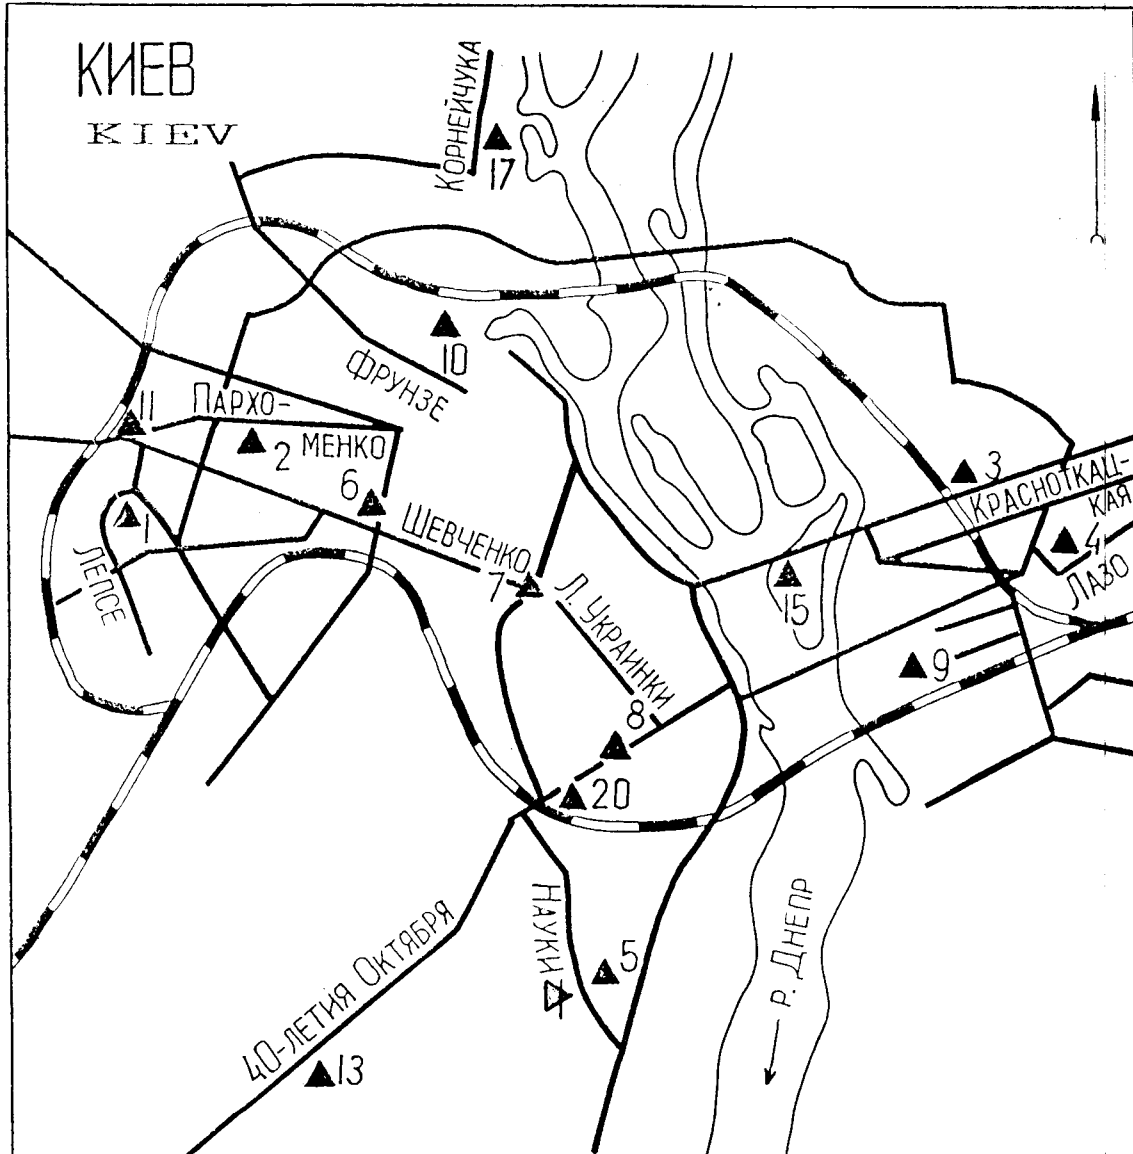 КИЕВ
KIEV
КОРНЕЙЧУКА
17
10
ФРУНЗЕ
11
ПАРХО-
МЕНКО
2
6
ШЕВЧЕНКО
1
ЛЕПСЕ
7
Л. УКРАИНКИ
3
КРАСНОТКАЦ-
КАЯ
4
ЛАЗО
15
9
8
20
НАУКИ
5
40-ЛЕТИЯ ОКТЯБРЯ
13
р. ДНЕПР